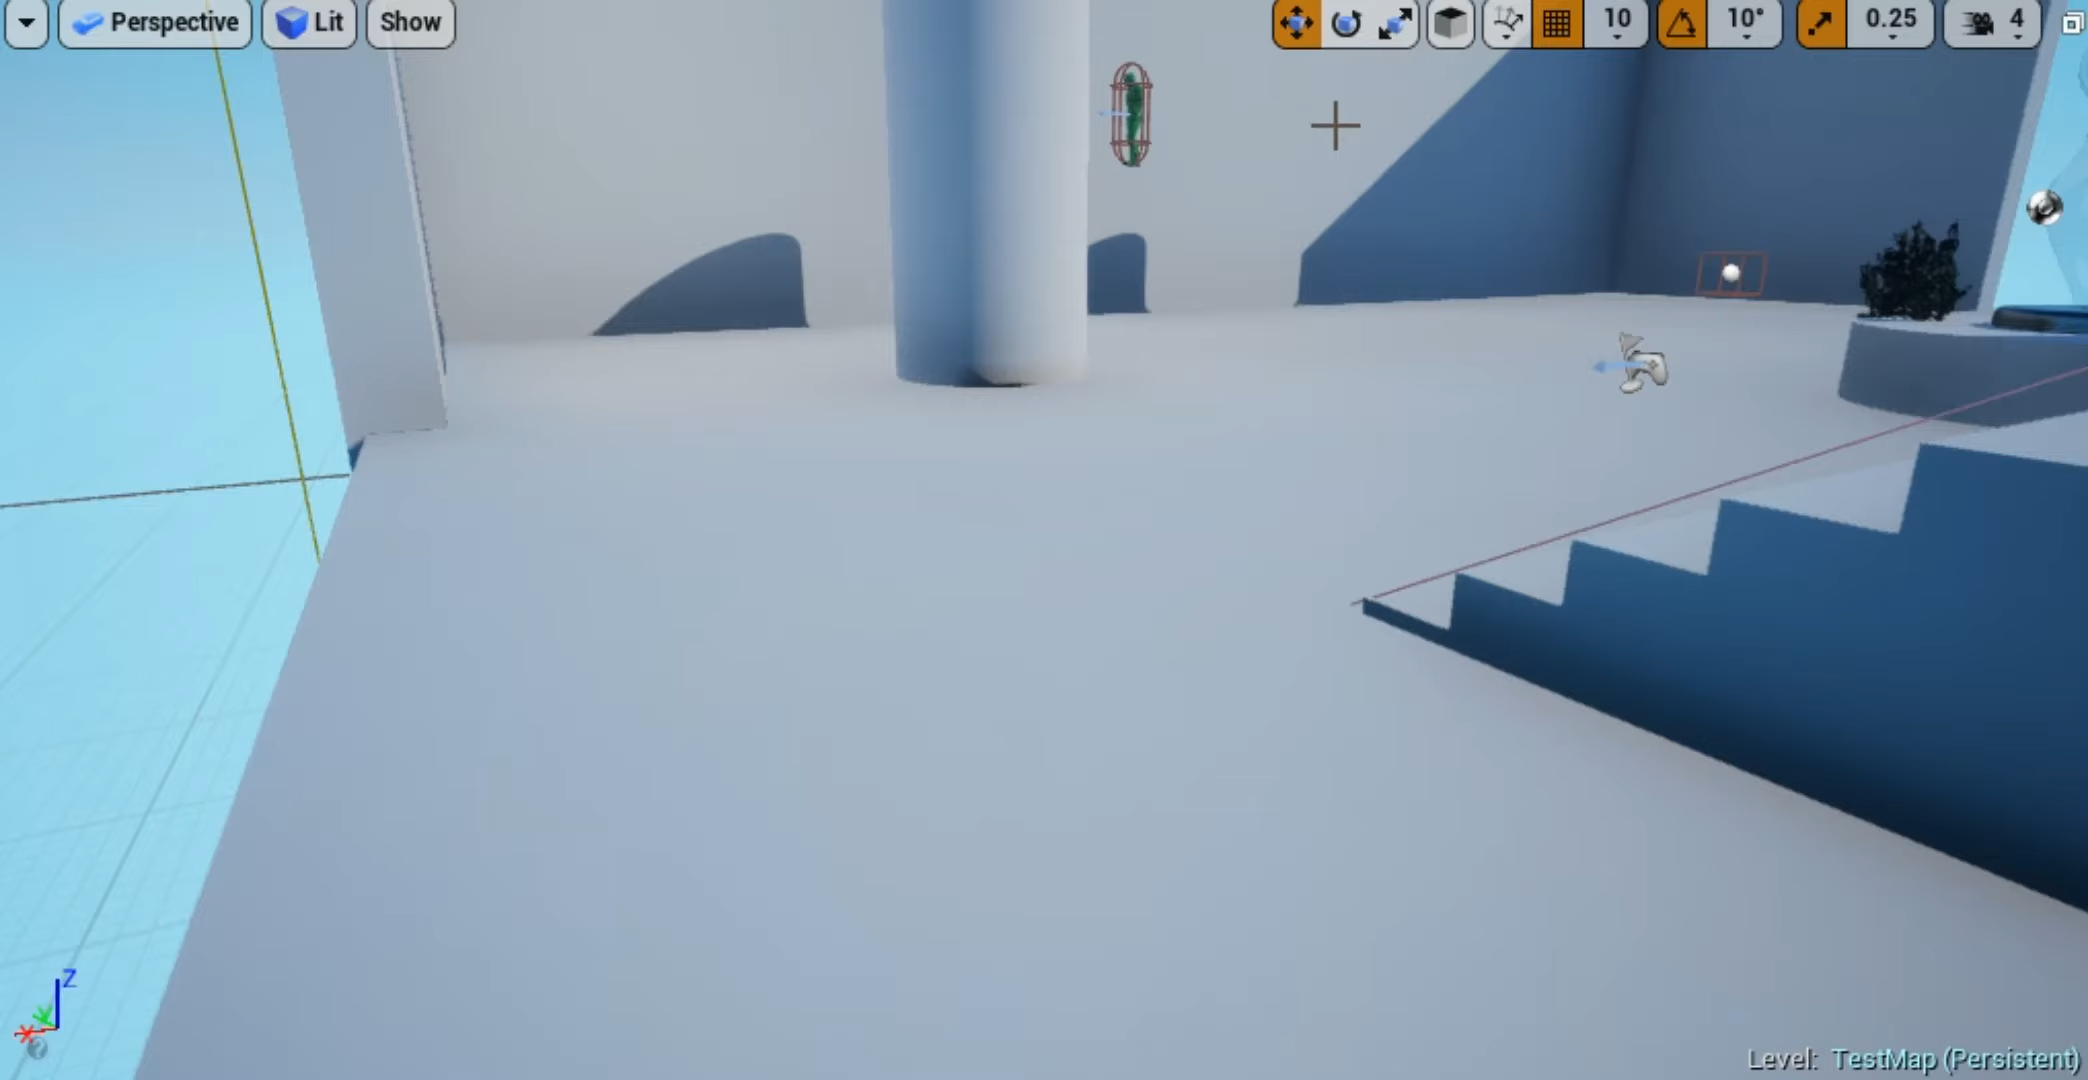 Perspective Lit Show 10 10° 0.25 4
Z
Level: TestMap (Persistent)